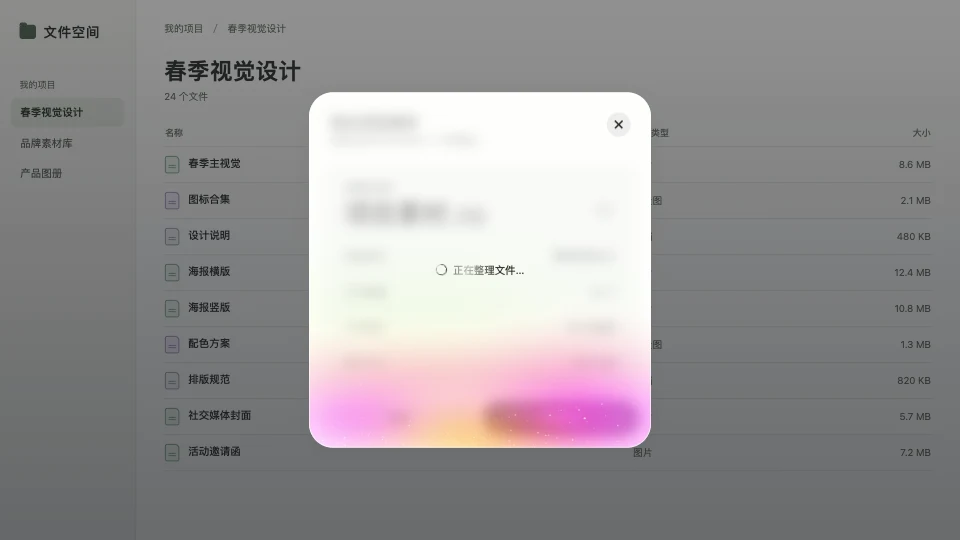 文件空间
我的项目
春季视觉设计
品牌素材库
产品图册
我的项目 / 春季视觉设计
春季视觉设计
24 个文件
名称 类型 大小
春季主视觉 8.6 MB
图标合集 图 2.1 MB
设计说明 480 KB
海报横版 12.4 MB
海报竖版 10.8 MB
配色方案 图 1.3 MB
排版规范 820 KB
社交媒体封面 5.7 MB
活动邀请函 图片 7.2 MB
正在整理文件...